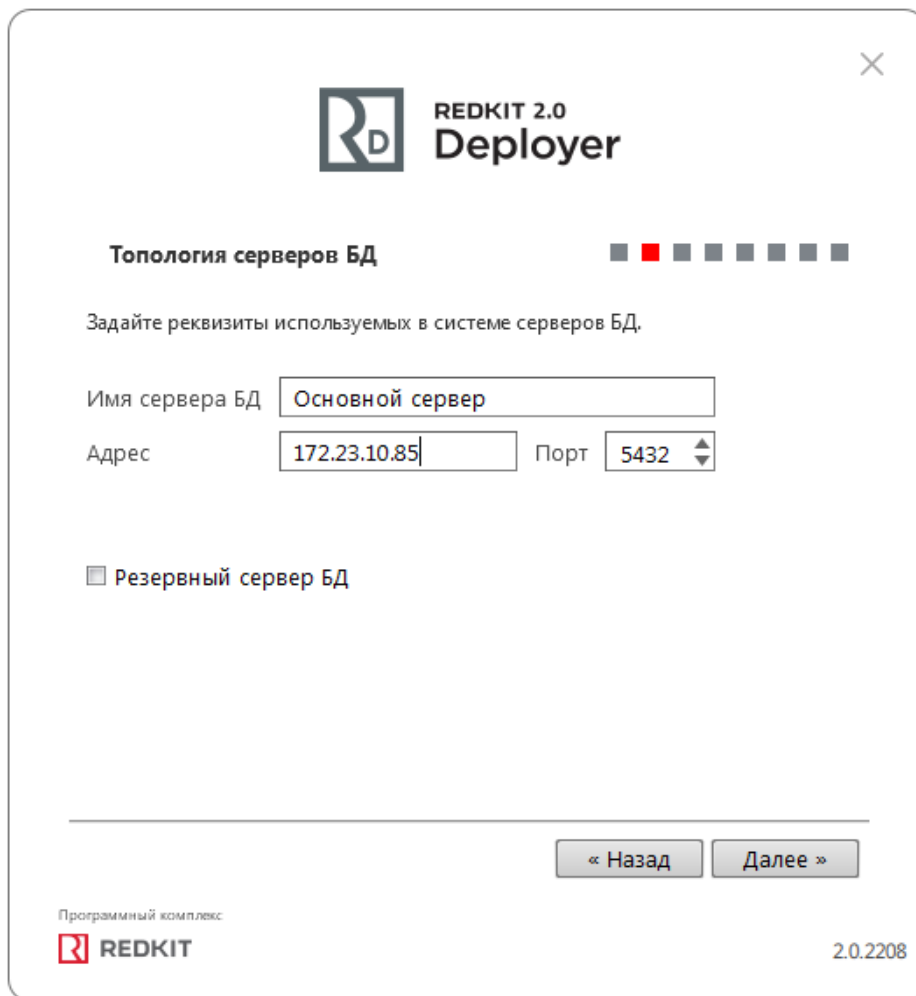 RD
REDKIT 2.0
Deployer
Топология серверов БД
Задайте реквизиты используемых в системе серверов БД.
Имя сервера БД Основной сервер
Адрес 172.23.10.85 Порт 5432
Резервный сервер БД
« Назад Далее »
Программный комплекс
R REDKIT
2.0.2208